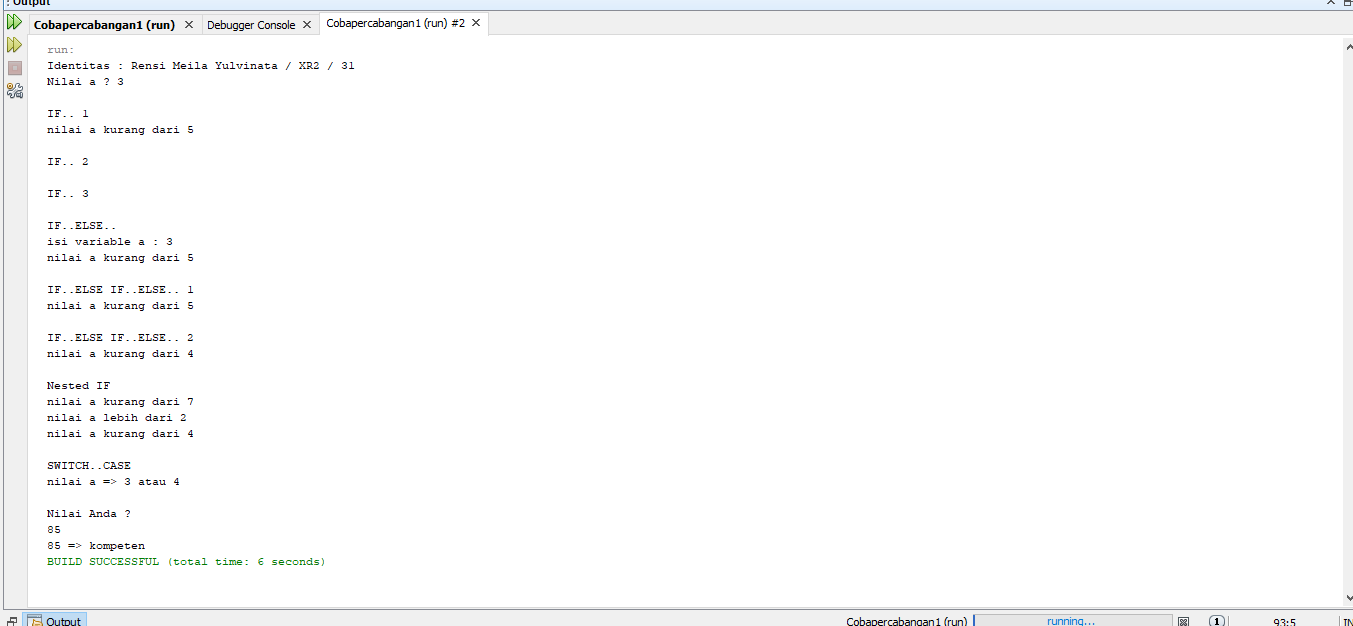 Output
Cobapercabangan1 (run) Debugger Console Cobapercabangan1 (run) #2
run:
Identitas : Rensi Meila Yulvinata / XR2 / 31
Nilai a ? 3
IF.. 1
nilai a kurang dari 5
IF.. 2
IF.. 3
IF..ELSE..
isi variable a : 3
nilai a kurang dari 5
IF..ELSE IF..ELSE.. 1
nilai a kurang dari 5
IF..ELSE IF..ELSE.. 2
nilai a kurang dari 4
Nested IF
nilai a kurang dari 7
nilai a lebih dari 2
nilai a kurang dari 4
SWITCH..CASE
nilai a => 3 atau 4
Nilai Anda ?
85
85 => kompeten
BUILD SUCCESSFUL (total time: 6 seconds)
Output Cobapercabangan1 (run) running... 1 93:5 IN